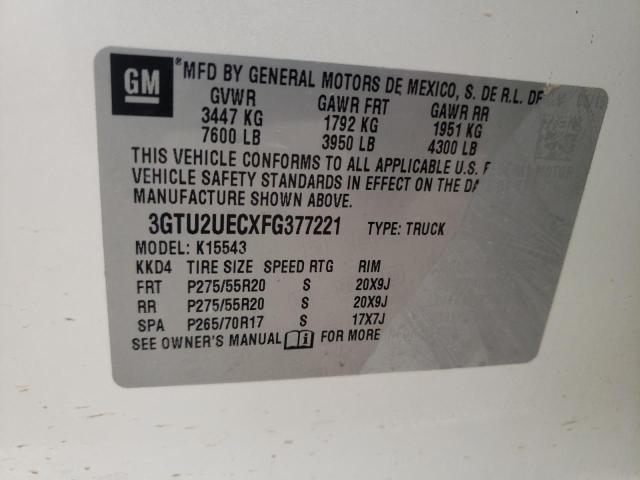 GM
MFD BY GENERAL MOTORS DE MEXICO, S. DE R.L. DE
GVWR GAWR FRT GAWR RR
3447 KG 1792 KG 1951 KG
7600 LB 3950 LB 4300 LB
THIS VEHICLE CONFORMS TO ALL APPLICABLE U.S. F
VEHICLE SAFETY STANDARDS IN EFFECT ON THE DA
MANUFACTURE SHOWN ABOVE.
3GTU2UECXFG377221 TYPE: TRUCK
MODEL: K15543
KKD4 TIRE SIZE SPEED RTG RIM
FRT P275/55R20 S 20X9J
RR P275/55R20 S 20X9J
SPA P265/70R17 S 17X7J
SEE OWNER'S MANUAL i FOR MORE